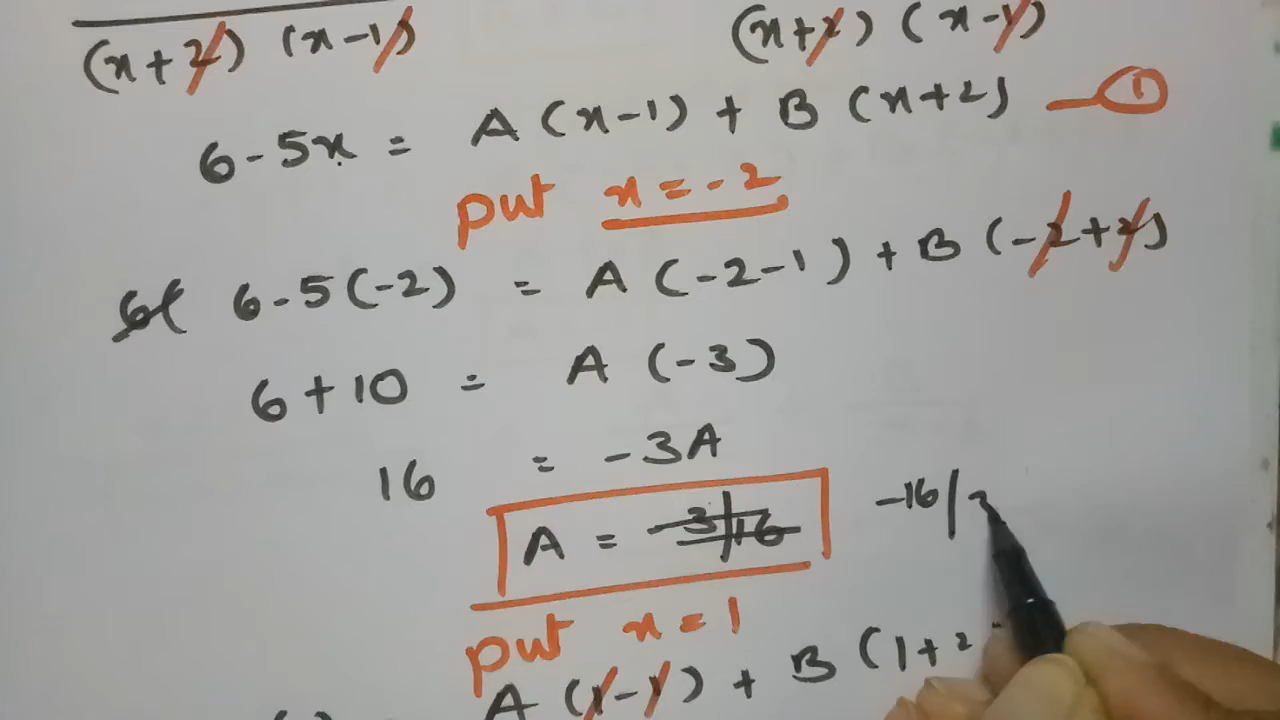 (x+2) (x-1) (x+2) (x-1)
6-5x = A(x-1) + B(x+2) —①
put x=-2
6-5(-2) = A(-2-1) + B(-2+2)
6+10 = A(-3)
16 = -3A
A = -3/16 -16/3
put x=1
A(1-1) + B(1+2